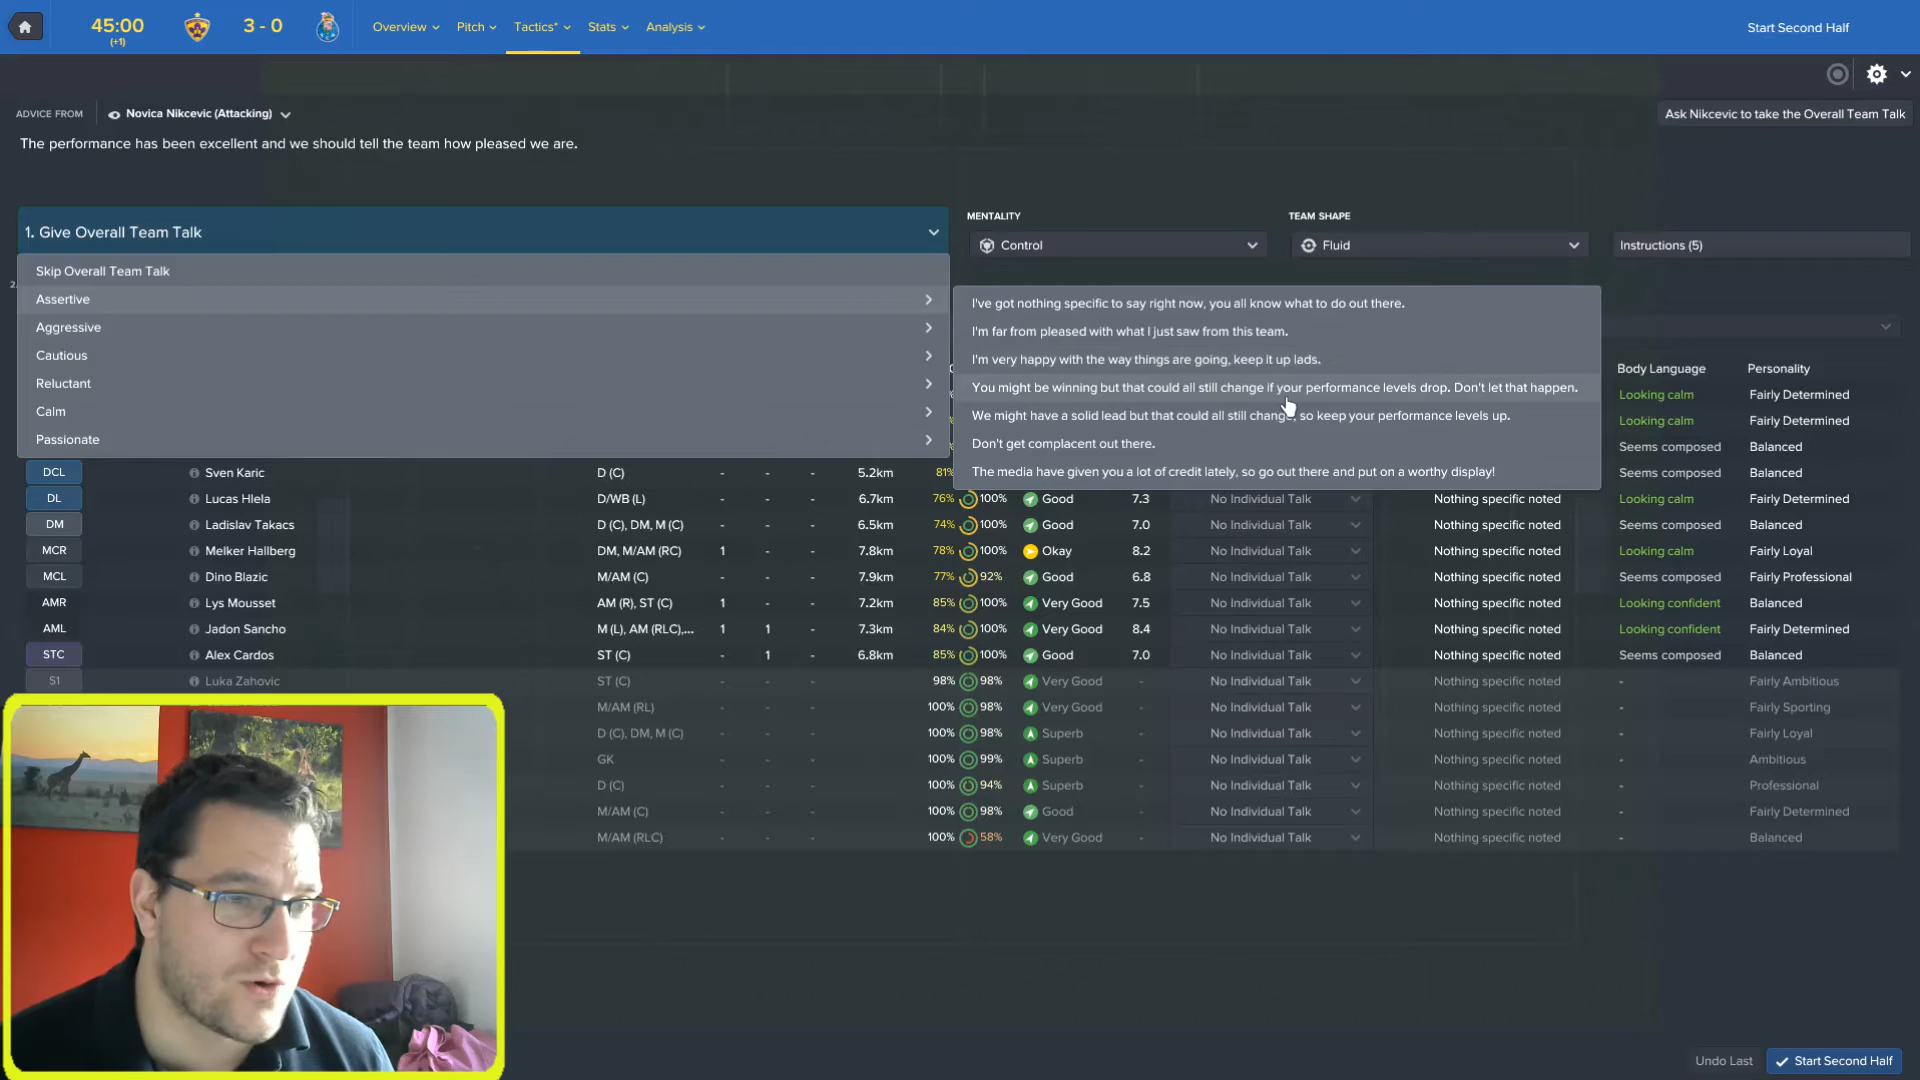 45:00
(+1)
3 - 0
Overview
Pitch
Tactics*
Stats
Analysis
Start Second Half
ADVICE FROM
Novica Nikcevic (Attacking)
Ask Nikcevic to take the Overall Team Talk
The performance has been excellent and we should tell the team how pleased we are.
1. Give Overall Team Talk
MENTALITY
Control
TEAM SHAPE
Fluid
Instructions (5)
Skip Overall Team Talk
Assertive
Aggressive
Cautious
Reluctant
Calm
Passionate
I've got nothing specific to say right now, you all know what to do out there.
I'm far from pleased with what I just saw from this team.
I'm very happy with the way things are going, keep it up lads.
You might be winning but that could all still change if your performance levels drop. Don't let that happen.
We might have a solid lead but that could all still change, so keep your performance levels up.
Don't get complacent out there.
The media have given you a lot of credit lately, so go out there and put on a worthy display!
Body Language Personality
Looking calm Fairly Determined
Looking calm Fairly Determined
Seems composed Balanced
DCL Sven Karic D (C) - - - 5.2km 81% Seems composed Balanced
DL Lucas Hlela D/WB (L) - - - 6.7km 76% 100% Good 7.3 No Individual Talk Nothing specific noted Looking calm Fairly Determined
DM Ladislav Takacs D (C), DM, M (C) - - - 6.5km 74% 100% Good 7.0 No Individual Talk Nothing specific noted Seems composed Balanced
MCR Melker Hallberg DM, M/AM (RC) 1 - - 7.8km 78% 100% Okay 8.2 No Individual Talk Nothing specific noted Looking calm Fairly Loyal
MCL Dino Blazic M/AM (C) - - - 7.9km 77% 92% Good 6.8 No Individual Talk Nothing specific noted Seems composed Fairly Professional
AMR Lys Mousset AM (R), ST (C) 1 - - 7.2km 85% 100% Very Good 7.5 No Individual Talk Nothing specific noted Looking confident Balanced
AML Jadon Sancho M (L), AM (RLC),... 1 1 - 7.3km 84% 100% Very Good 8.4 No Individual Talk Nothing specific noted Looking confident Fairly Determined
STC Alex Cardos ST (C) - 1 - 6.8km 85% 100% Good 7.0 No Individual Talk Nothing specific noted Seems composed Balanced
S1 Luka Zahovic ST (C) 98% 98% Very Good - No Individual Talk Nothing specific noted - Fairly Ambitious
M/AM (RL) 100% 98% Very Good - No Individual Talk Nothing specific noted - Fairly Sporting
D (C), DM, M (C) 100% 98% Superb - No Individual Talk Nothing specific noted - Fairly Loyal
GK 100% 99% Superb - No Individual Talk Nothing specific noted - Ambitious
D (C) 100% 94% Superb - No Individual Talk Nothing specific noted - Professional
M/AM (C) 100% 98% Good - No Individual Talk Nothing specific noted - Fairly Determined
M/AM (RLC) 100% 58% Very Good - No Individual Talk Nothing specific noted - Balanced
Undo Last
Start Second Half